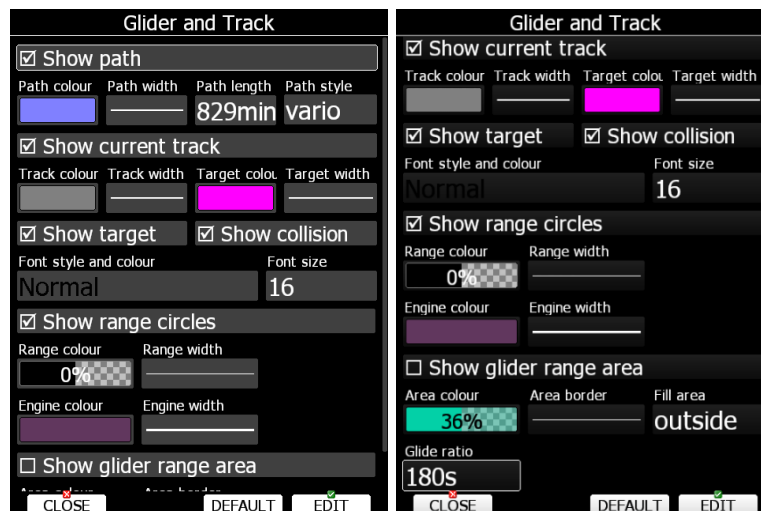 Glider and Track
Show path
Path colour Path width Path length Path style
829min vario
Show current track
Track colour Track width Target colou Target width
Show target Show collision
Font style and colour Font size
Normal 16
Show range circles
Range colour Range width
0%
Engine colour Engine width
Show glider range area
CLOSE DEFAULT EDIT
Glider and Track
Show current track
Track colour Track width Target colou Target width
Show target Show collision
Font style and colour Font size
Normal 16
Show range circles
Range colour Range width
0%
Engine colour Engine width
Show glider range area
Area colour Area border Fill area
36% outside
Glide ratio
180s
CLOSE DEFAULT EDIT